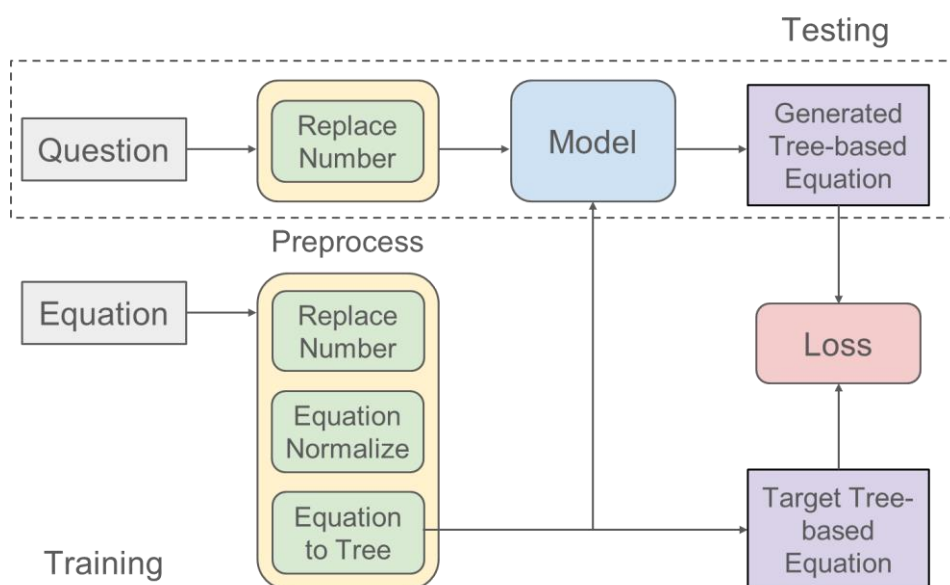 Testing
Question
Replace
Number
Model
Generated
Tree-based
Equation
Preprocess
Equation
Replace
Number
Equation
Normalize
Equation
to Tree
Loss
Target Tree-
based
Equation
Training